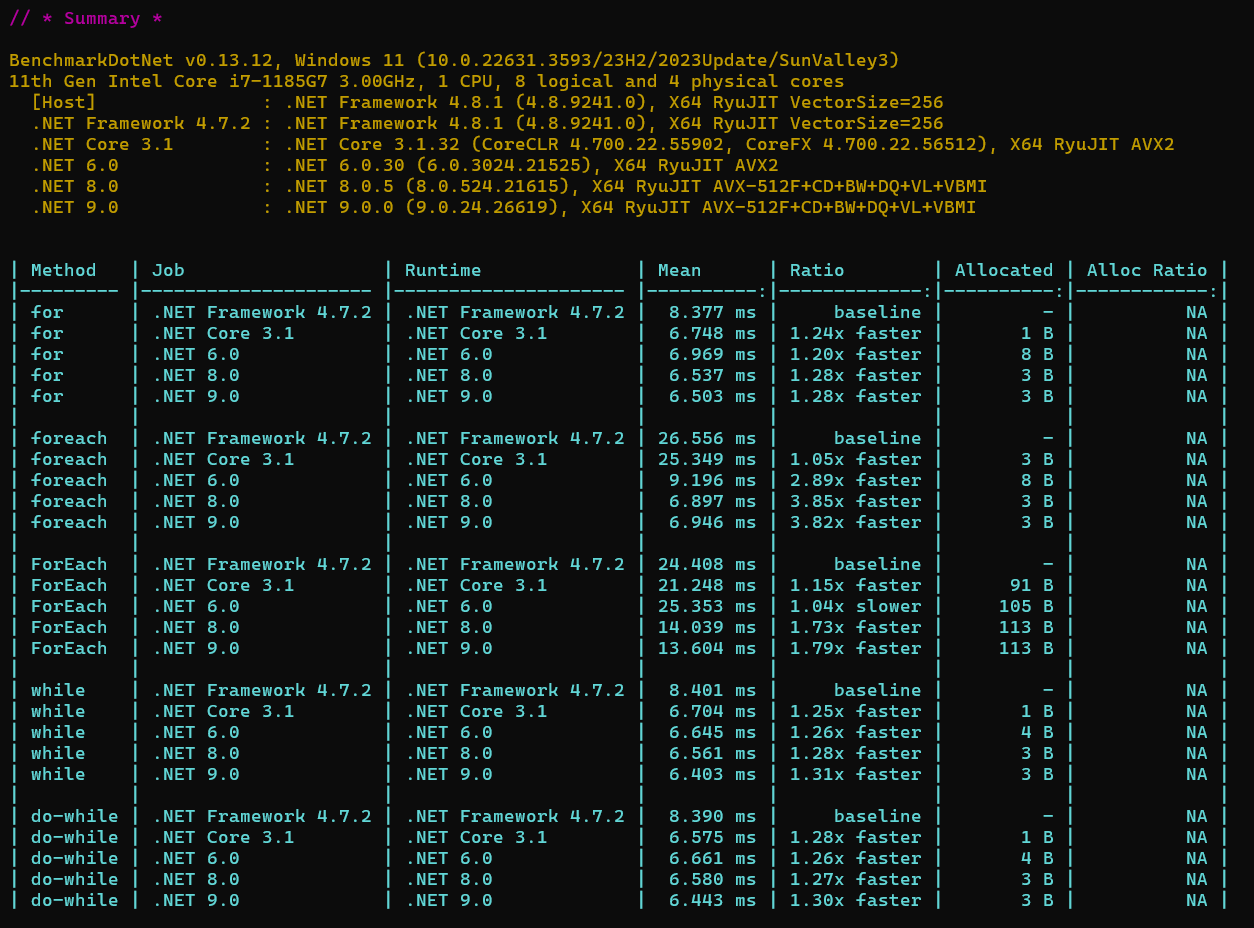 // * Summary *
BenchmarkDotNet v0.13.12, Windows 11 (10.0.22631.3593/23H2/2023Update/SunValley3)
11th Gen Intel Core i7-1185G7 3.00GHz, 1 CPU, 8 logical and 4 physical cores
  [Host]               : .NET Framework 4.8.1 (4.8.9241.0), X64 RyuJIT VectorSize=256
  .NET Framework 4.7.2 : .NET Framework 4.8.1 (4.8.9241.0), X64 RyuJIT VectorSize=256
  .NET Core 3.1        : .NET Core 3.1.32 (CoreCLR 4.700.22.55902, CoreFX 4.700.22.56512), X64 RyuJIT AVX2
  .NET 6.0             : .NET 6.0.30 (6.0.3024.21525), X64 RyuJIT AVX2
  .NET 8.0             : .NET 8.0.5 (8.0.524.21615), X64 RyuJIT AVX-512F+CD+BW+DQ+VL+VBMI
  .NET 9.0             : .NET 9.0.0 (9.0.24.26619), X64 RyuJIT AVX-512F+CD+BW+DQ+VL+VBMI
| Method   | Job                  | Runtime              | Mean      | Ratio        | Allocated | Alloc Ratio |
|--------- |--------------------- |--------------------- |----------:|-------------:|----------:|------------:|
| for      | .NET Framework 4.7.2 | .NET Framework 4.7.2 |  8.377 ms |     baseline |         - |          NA |
| for      | .NET Core 3.1        | .NET Core 3.1        |  6.748 ms | 1.24x faster |       1 B |          NA |
| for      | .NET 6.0             | .NET 6.0             |  6.969 ms | 1.20x faster |       8 B |          NA |
| for      | .NET 8.0             | .NET 8.0             |  6.537 ms | 1.28x faster |       3 B |          NA |
| for      | .NET 9.0             | .NET 9.0             |  6.503 ms | 1.28x faster |       3 B |          NA |
|          |                      |                      |           |              |           |             |
| foreach  | .NET Framework 4.7.2 | .NET Framework 4.7.2 | 26.556 ms |     baseline |         - |          NA |
| foreach  | .NET Core 3.1        | .NET Core 3.1        | 25.349 ms | 1.05x faster |       3 B |          NA |
| foreach  | .NET 6.0             | .NET 6.0             |  9.196 ms | 2.89x faster |       8 B |          NA |
| foreach  | .NET 8.0             | .NET 8.0             |  6.897 ms | 3.85x faster |       3 B |          NA |
| foreach  | .NET 9.0             | .NET 9.0             |  6.946 ms | 3.82x faster |       3 B |          NA |
|          |                      |                      |           |              |           |             |
| ForEach  | .NET Framework 4.7.2 | .NET Framework 4.7.2 | 24.408 ms |     baseline |         - |          NA |
| ForEach  | .NET Core 3.1        | .NET Core 3.1        | 21.248 ms | 1.15x faster |      91 B |          NA |
| ForEach  | .NET 6.0             | .NET 6.0             | 25.353 ms | 1.04x slower |     105 B |          NA |
| ForEach  | .NET 8.0             | .NET 8.0             | 14.039 ms | 1.73x faster |     113 B |          NA |
| ForEach  | .NET 9.0             | .NET 9.0             | 13.604 ms | 1.79x faster |     113 B |          NA |
|          |                      |                      |           |              |           |             |
| while    | .NET Framework 4.7.2 | .NET Framework 4.7.2 |  8.401 ms |     baseline |         - |          NA |
| while    | .NET Core 3.1        | .NET Core 3.1        |  6.704 ms | 1.25x faster |       1 B |          NA |
| while    | .NET 6.0             | .NET 6.0             |  6.645 ms | 1.26x faster |       4 B |          NA |
| while    | .NET 8.0             | .NET 8.0             |  6.561 ms | 1.28x faster |       3 B |          NA |
| while    | .NET 9.0             | .NET 9.0             |  6.403 ms | 1.31x faster |       3 B |          NA |
|          |                      |                      |           |              |           |             |
| do-while | .NET Framework 4.7.2 | .NET Framework 4.7.2 |  8.390 ms |     baseline |         - |          NA |
| do-while | .NET Core 3.1        | .NET Core 3.1        |  6.575 ms | 1.28x faster |       1 B |          NA |
| do-while | .NET 6.0             | .NET 6.0             |  6.661 ms | 1.26x faster |       4 B |          NA |
| do-while | .NET 8.0             | .NET 8.0             |  6.580 ms | 1.27x faster |       3 B |          NA |
| do-while | .NET 9.0             | .NET 9.0             |  6.443 ms | 1.30x faster |       3 B |          NA |